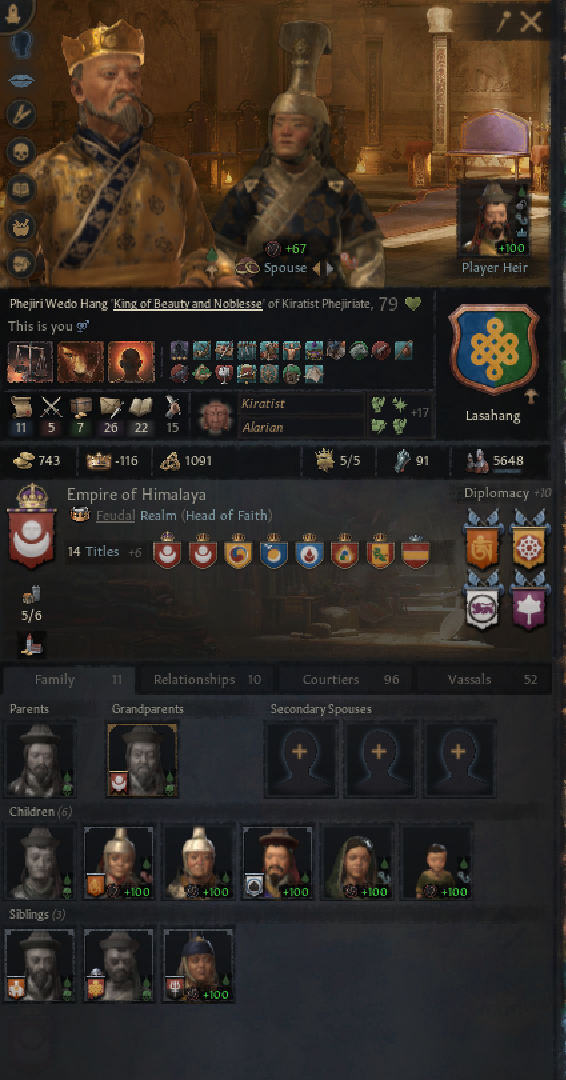 +67
Spouse
+100
Player Heir
Phejiri Wedo Hang 'King of Beauty and Noblesse' of Kiratist Phejiriate, 79
This is you
11 5 7 26 22 15
Kiratist
Alarian
+17
Lasahang
743 -116 1091 5/5 91 5648
Empire of Himalaya
Diplomacy +10
Feudal Realm (Head of Faith)
14 Titles +6
5/6
Family 11 Relationships 10 Courtiers 96 Vassals 52
Parents Grandparents Secondary Spouses
Children (6)
+100 +100 +100 +100 +100
Siblings (3)
+100